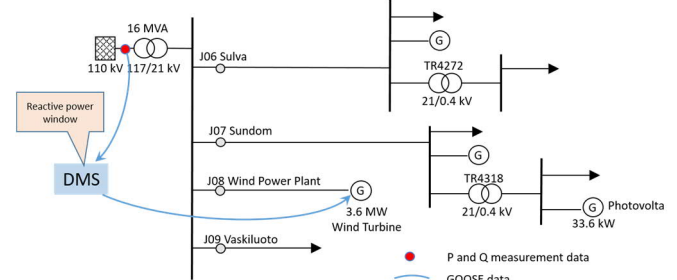 16 MVA
110 kV 117/21 kV
Reactive power
window
DMS
J06 Sulva
G
TR4272
21/0.4 kV
J07 Sundom
G
TR4318
21/0.4 kV
J08 Wind Power Plant
G
3.6 MW
Wind Turbine
G
Photovolta
33.6 kW
J09 Vaskiluoto
P and Q measurement data
GOOSE data